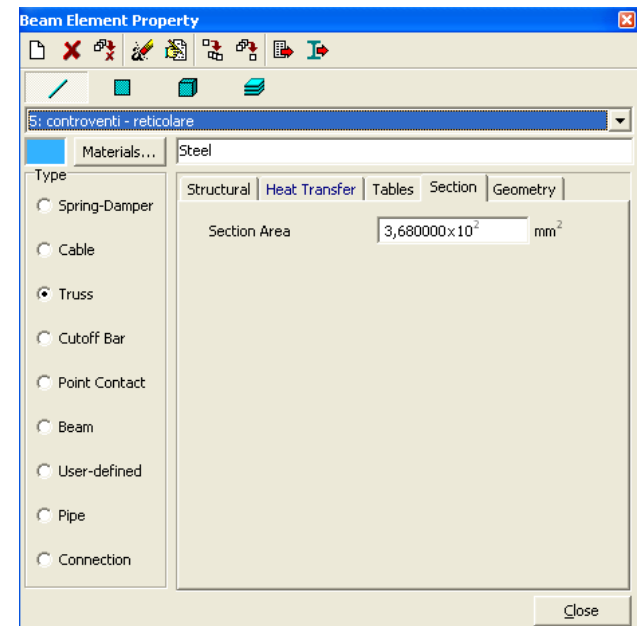 Beam Element Property
5: controventi - reticolare
Materials... Steel
Type
Structural Heat Transfer Tables Section Geometry
Spring-Damper
Section Area 3,680000x10² mm²
Cable
Truss
Cutoff Bar
Point Contact
Beam
User-defined
Pipe
Connection
Close